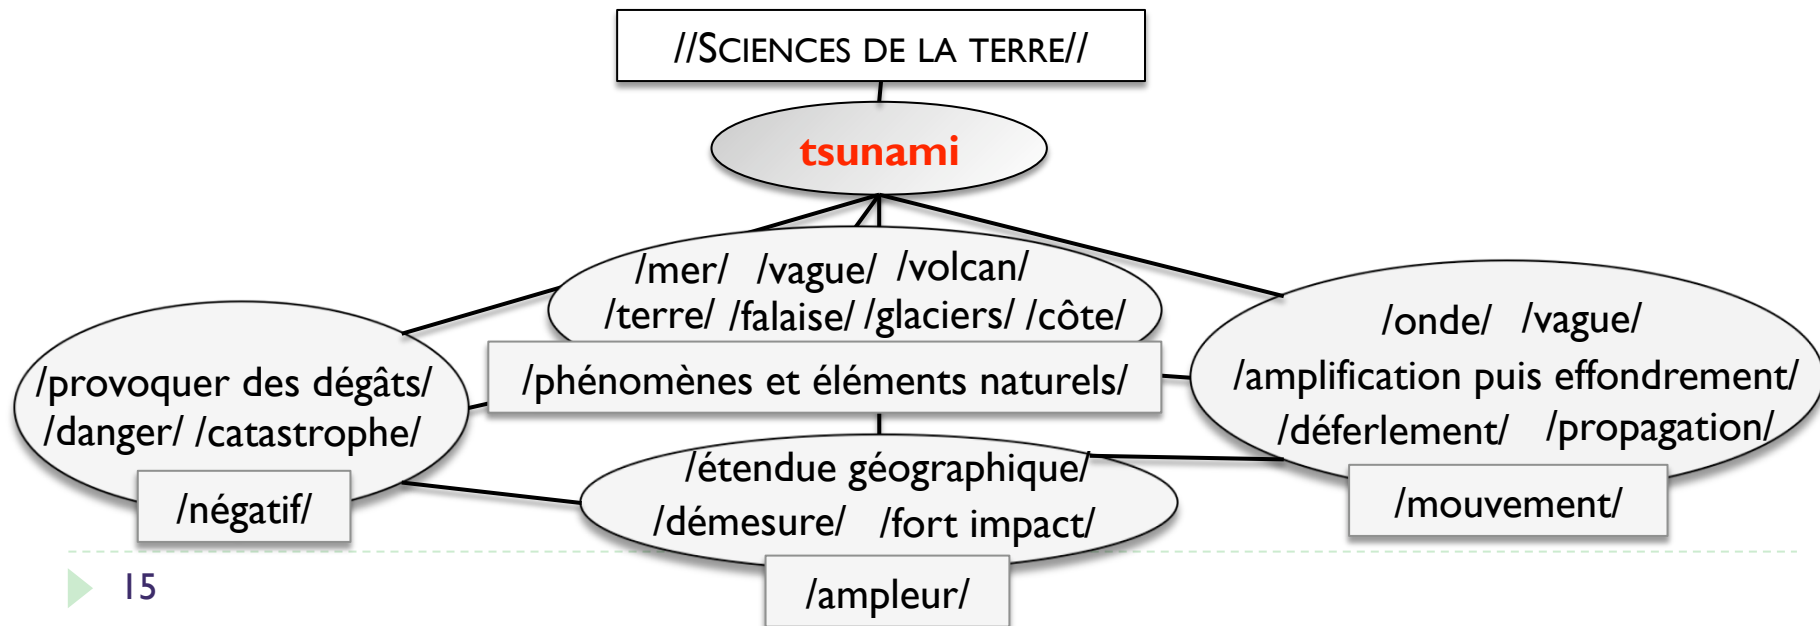 //SCIENCES DE LA TERRE//
tsunami
/mer/ /vague/ /volcan/
/terre/ /falaise/ /glaciers/ /côte/
/phénomènes et éléments naturels/
/provoquer des dégâts/
/danger/ /catastrophe/
/négatif/
/onde/ /vague/
/amplification puis effondrement/
/déferlement/ /propagation/
/mouvement/
/étendue géographique/
/démesure/ /fort impact/
/ampleur/
15